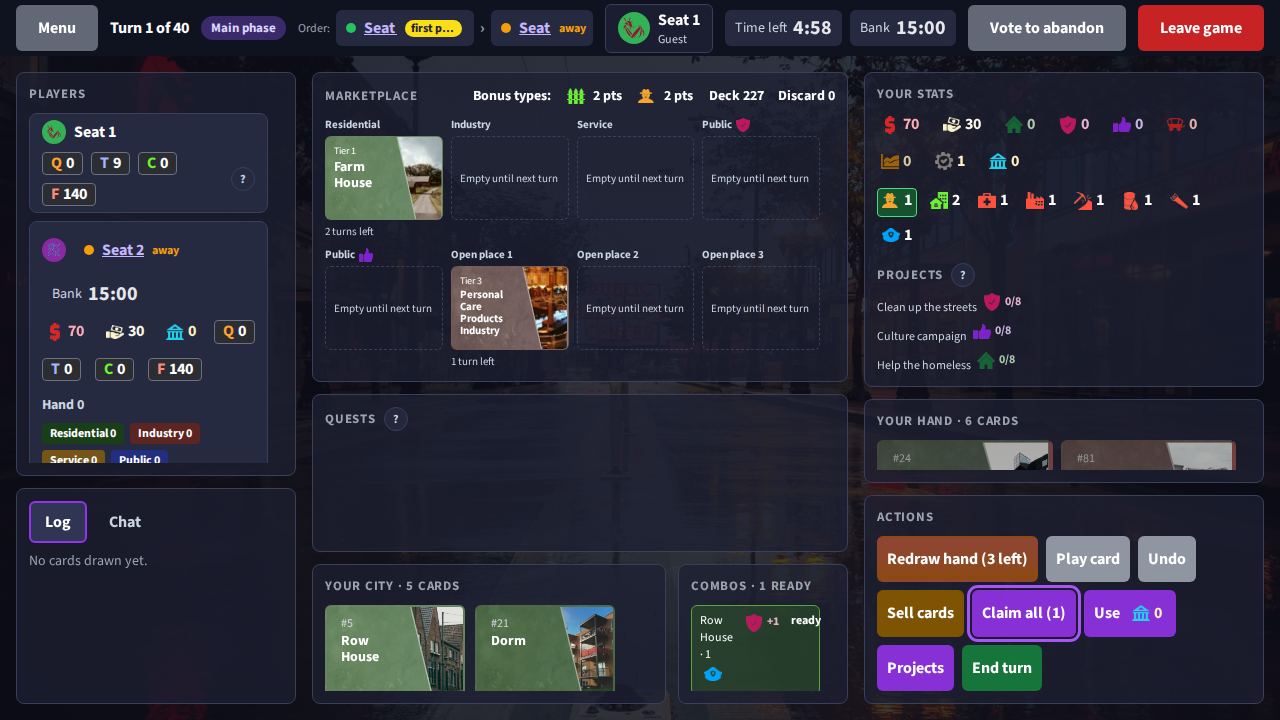 Menu
Turn 1 of 40
Main phase
Order:
Seat
first p...
›
Seat
away
Seat 1
Guest
Time left 4:58
Bank 15:00
Vote to abandon
Leave game
PLAYERS
Seat 1
Q 0
T 9
C 0
F 140
?
Seat 2
away
Bank 15:00
70
30
0
Q 0
T 0
C 0
F 140
Hand 0
Residential 0
Industry 0
Service 0
Public 0
Log
Chat
No cards drawn yet.
MARKETPLACE
Bonus types:
2 pts
2 pts
Deck 227
Discard 0
Residential
Industry
Service
Public
Tier 1
Farm
House
Empty until next turn
Empty until next turn
Empty until next turn
2 turns left
Public
Open place 1
Open place 2
Open place 3
Empty until next turn
Tier 3
Personal
Care
Products
Industry
Empty until next turn
Empty until next turn
1 turn left
QUESTS
?
YOUR CITY · 5 CARDS
#5
Row
House
#21
Dorm
COMBOS · 1 READY
Row
House
· 1
+1
ready
YOUR STATS
70
30
0
0
0
0
0
1
0
1
2
1
1
1
1
1
1
PROJECTS
?
Clean up the streets
0/8
Culture campaign
0/8
Help the homeless
0/8
YOUR HAND · 6 CARDS
#24
#81
ACTIONS
Redraw hand (3 left)
Play card
Undo
Sell cards
Claim all (1)
Use 0
Projects
End turn